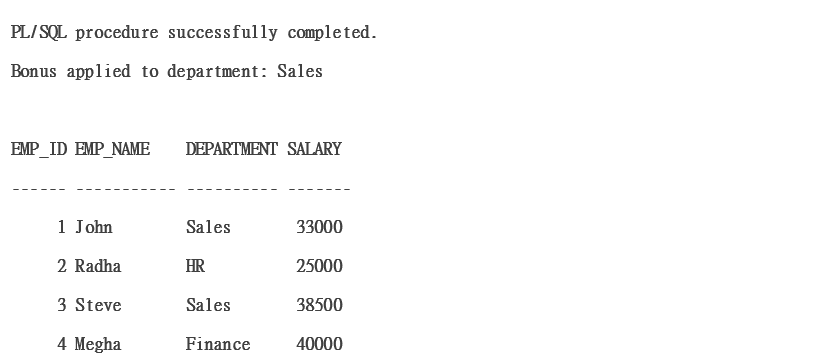 PL/SQL procedure successfully completed.
Bonus applied to department: Sales
EMP_ID EMP_NAME    DEPARTMENT SALARY
------ ----------- ---------- -------
     1 John        Sales       33000
     2 Radha       HR          25000
     3 Steve       Sales       38500
     4 Megha       Finance     40000